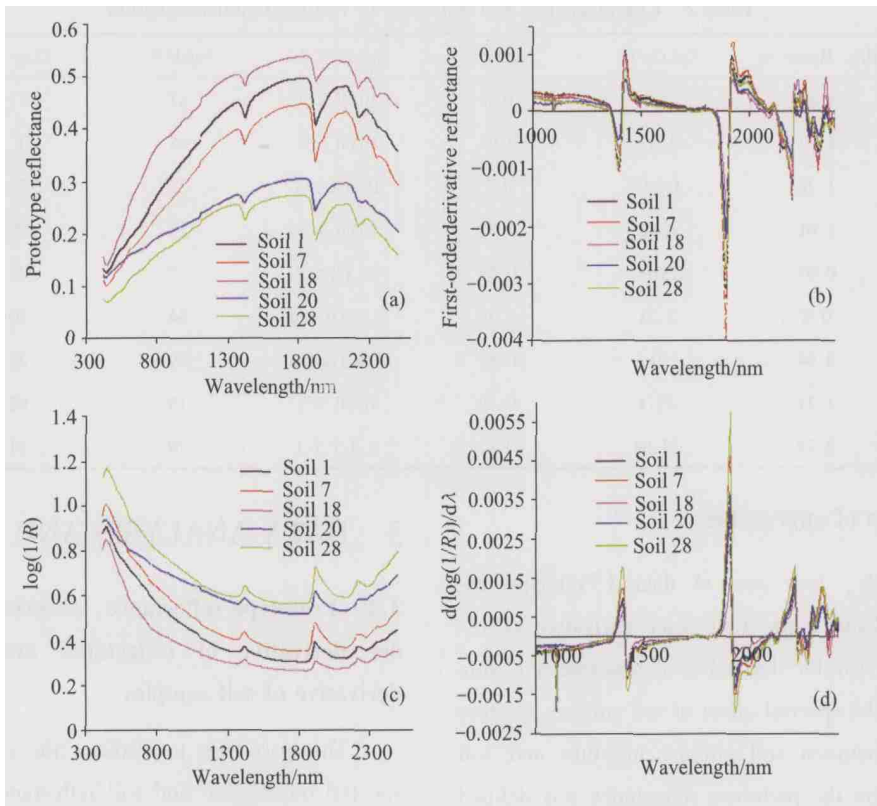 0.6
0.5
0.4
0.3
0.2
0.1
0
Prototype reflectance
Soil 1
Soil 7
Soil 18
Soil 20
Soil 28
(a)
300 800 1300 1800 2300
Wavelength/nm
0.001
0
−0.001
−0.002
−0.003
−0.004
First-orderderivative reflectance
1000 1500 2000
Soil 1
Soil 7
Soil 18
Soil 20
Soil 28
(b)
Wavelength/nm
1.4
1.2
1.0
0.8
0.6
0.4
0.2
0
log(1/R)
Soil 1
Soil 7
Soil 18
Soil 20
Soil 28
(c)
300 800 1300 1800 2300
Wavelength/nm
0.0055
0.0045
0.0035
0.0025
0.0015
0.0005
−0.0005
−0.0015
−0.0025
d(log(1/R))/dλ
Soil 1
Soil 7
Soil 18
Soil 20
Soil 28
1000 1500 2000
(d)
Wavelength/nm